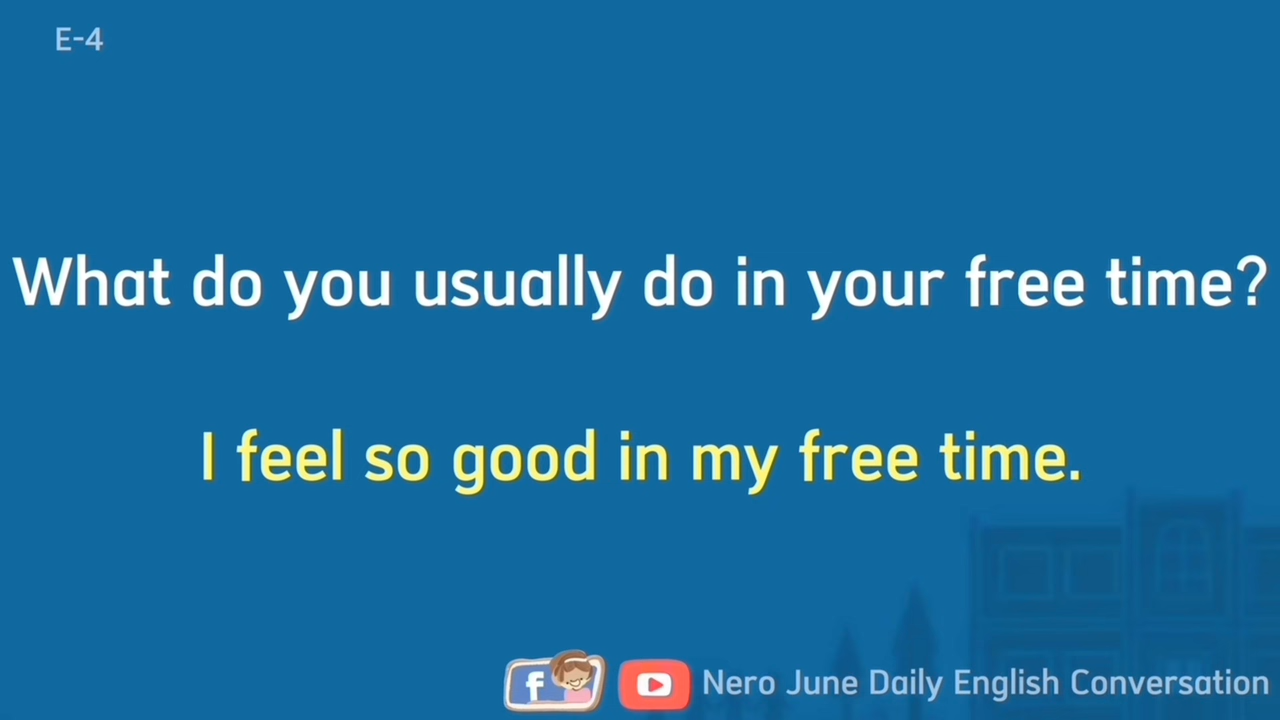 E-4
What do you usually do in your free time?
I feel so good in my free time.
f
Nero June Daily English Conversation